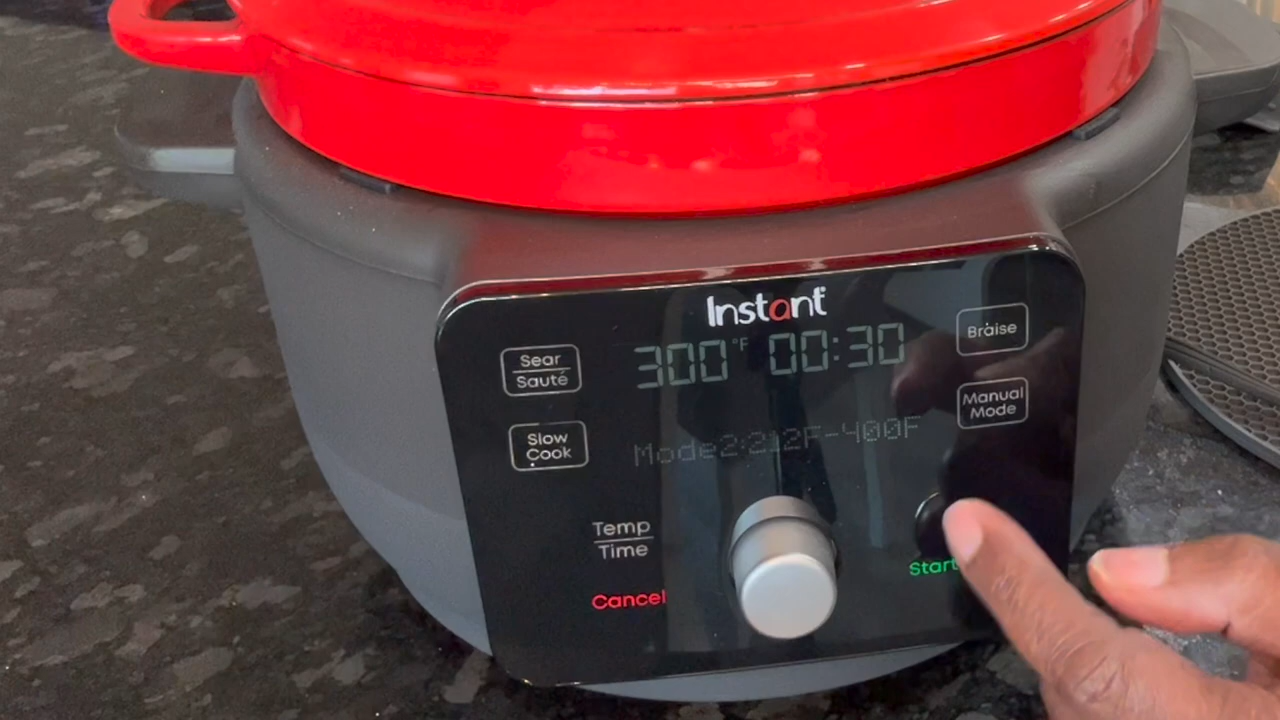 Instant
Sear
Sauté
300°F 00:30
Braise
Slow
Cook
Manual
Mode
Mode2:212F-400F
Temp
Time
Start
Cancel